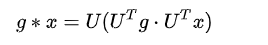 g * x = U(U^T g · U^T x)